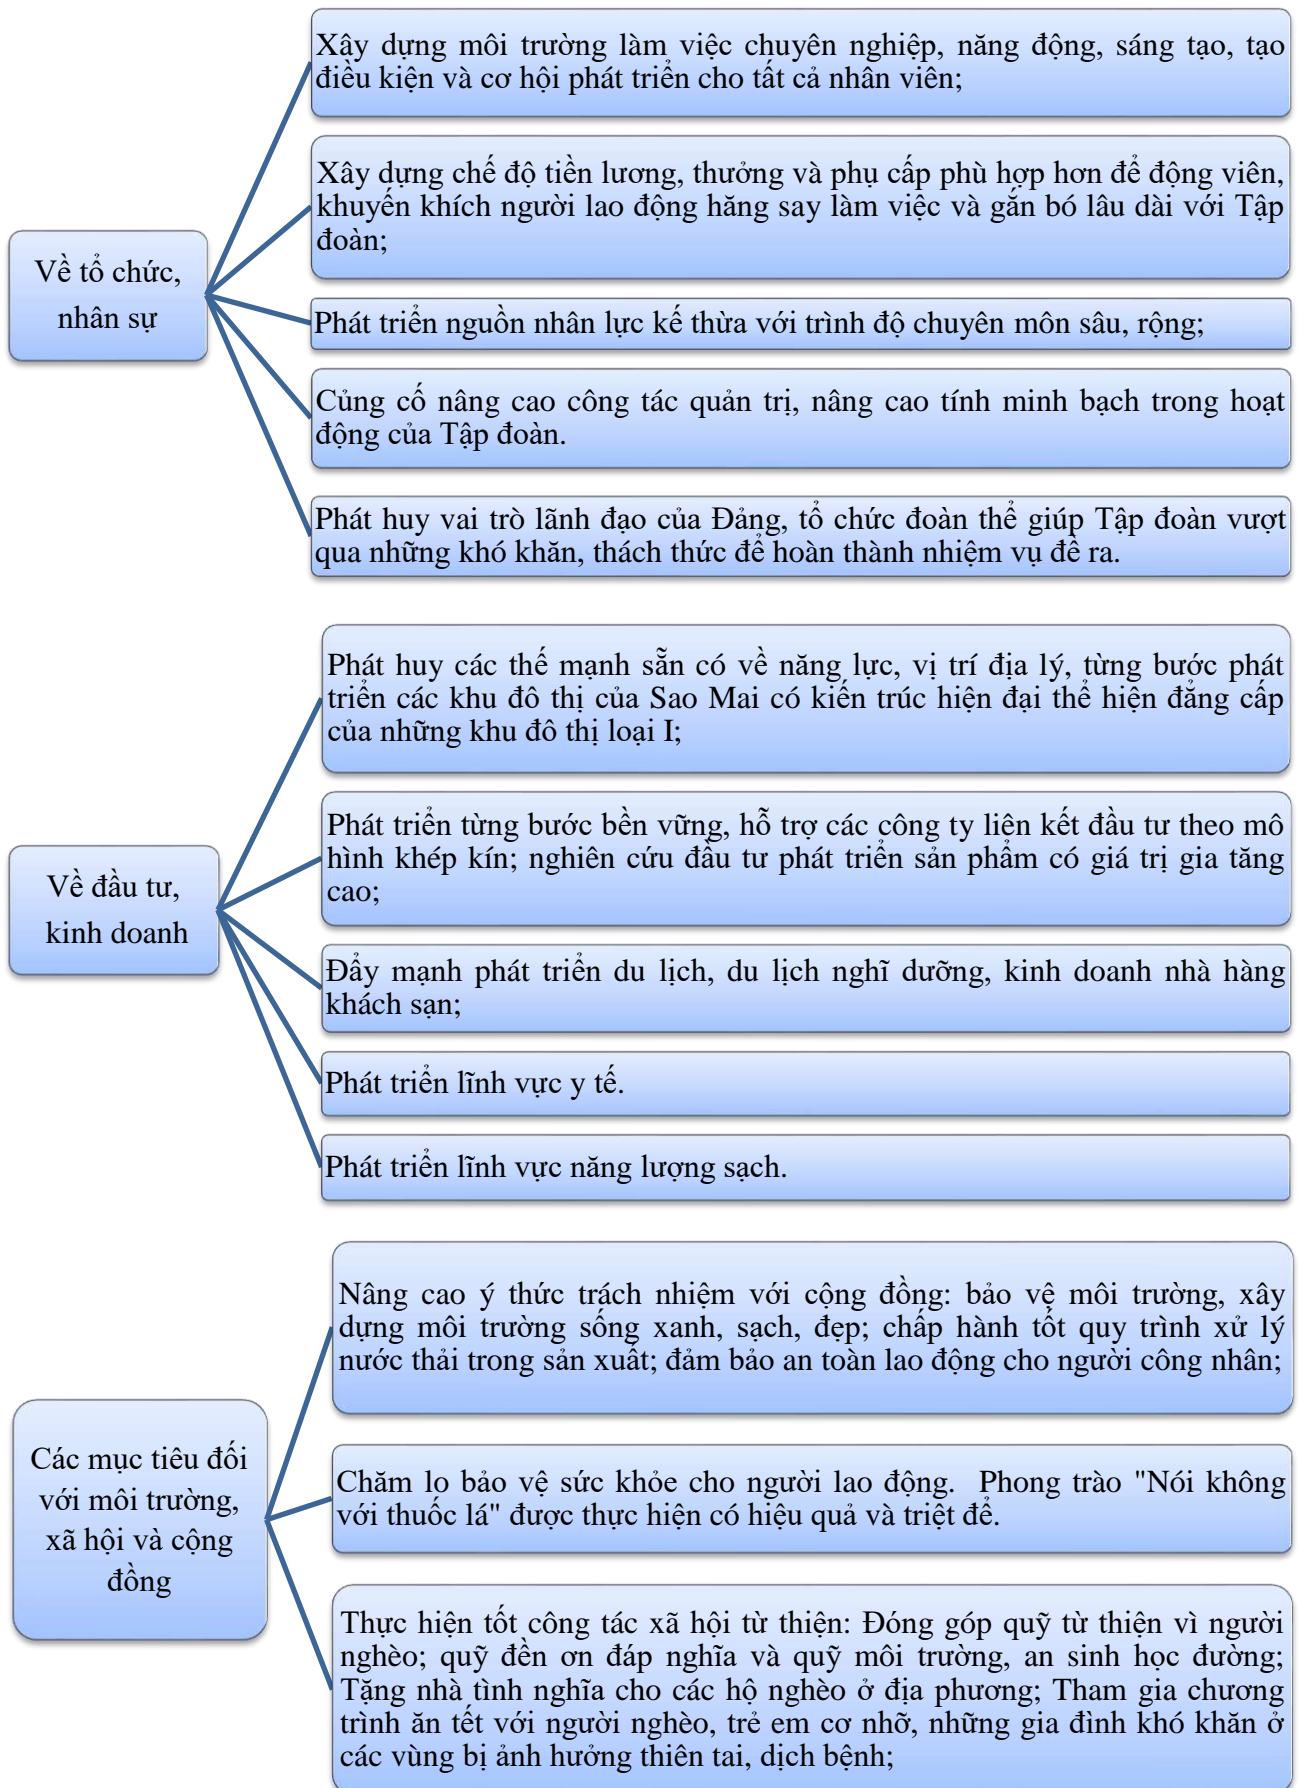 Về tổ chức,
nhân sự
Xây dựng môi trường làm việc chuyên nghiệp, năng động, sáng tạo, tạo
điều kiện và cơ hội phát triển cho tất cả nhân viên;
Xây dựng chế độ tiền lương, thưởng và phụ cấp phù hợp hơn để động viên,
khuyến khích người lao động hăng say làm việc và gắn bó lâu dài với Tập
đoàn;
Phát triển nguồn nhân lực kế thừa với trình độ chuyên môn sâu, rộng;
Củng cố nâng cao công tác quản trị, nâng cao tính minh bạch trong hoạt
động của Tập đoàn.
Phát huy vai trò lãnh đạo của Đảng, tổ chức đoàn thể giúp Tập đoàn vượt
qua những khó khăn, thách thức để hoàn thành nhiệm vụ đề ra.
Về đầu tư,
kinh doanh
Phát huy các thế mạnh sẵn có về năng lực, vị trí địa lý, từng bước phát
triển các khu đô thị của Sao Mai có kiến trúc hiện đại thể hiện đẳng cấp
của những khu đô thị loại I;
Phát triển từng bước bền vững, hỗ trợ các công ty liên kết đầu tư theo mô
hình khép kín; nghiên cứu đầu tư phát triển sản phẩm có giá trị gia tăng
cao;
Đẩy mạnh phát triển du lịch, du lịch nghĩ dưỡng, kinh doanh nhà hàng
khách sạn;
Phát triển lĩnh vực y tế.
Phát triển lĩnh vực năng lượng sạch.
Các mục tiêu đối
với môi trường,
xã hội và cộng
đồng
Nâng cao ý thức trách nhiệm với cộng đồng: bảo vệ môi trường, xây
dựng môi trường sống xanh, sạch, đẹp; chấp hành tốt quy trình xử lý
nước thải trong sản xuất; đảm bảo an toàn lao động cho người công nhân;
Chăm lo bảo vệ sức khỏe cho người lao động.  Phong trào "Nói không
với thuốc lá" được thực hiện có hiệu quả và triệt để.
Thực hiện tốt công tác xã hội từ thiện: Đóng góp quỹ từ thiện vì người
nghèo; quỹ đền ơn đáp nghĩa và quỹ môi trường, an sinh học đường;
Tặng nhà tình nghĩa cho các hộ nghèo ở địa phương; Tham gia chương
trình ăn tết với người nghèo, trẻ em cơ nhỡ, những gia đình khó khăn ở
các vùng bị ảnh hưởng thiên tai, dịch bệnh;